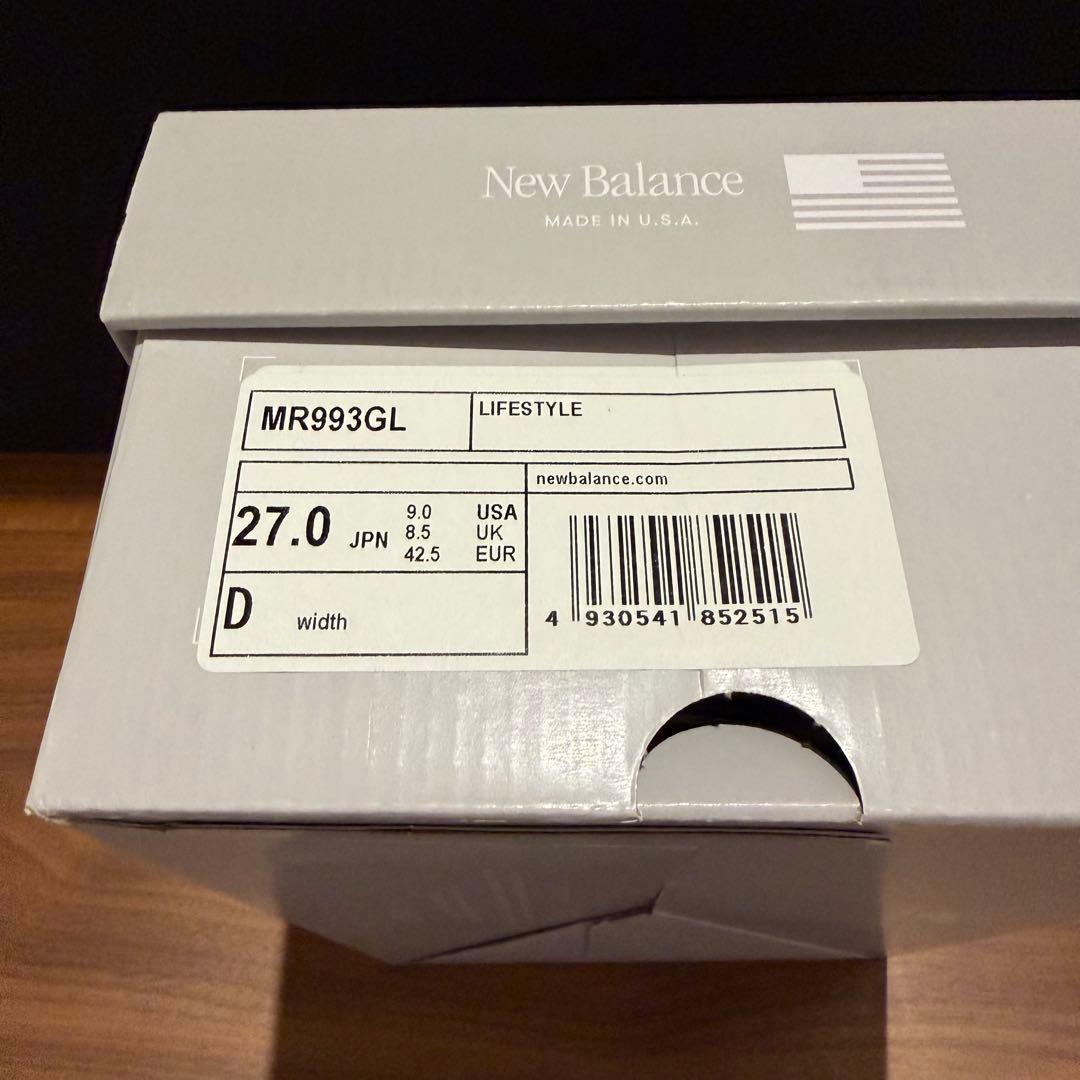 New Balance
MADE IN U.S.A.
MR993GL
LIFESTYLE
newbalance.com
27.0 JPN
9.0 USA
8.5 UK
42.5 EUR
D width
4 930541 852515